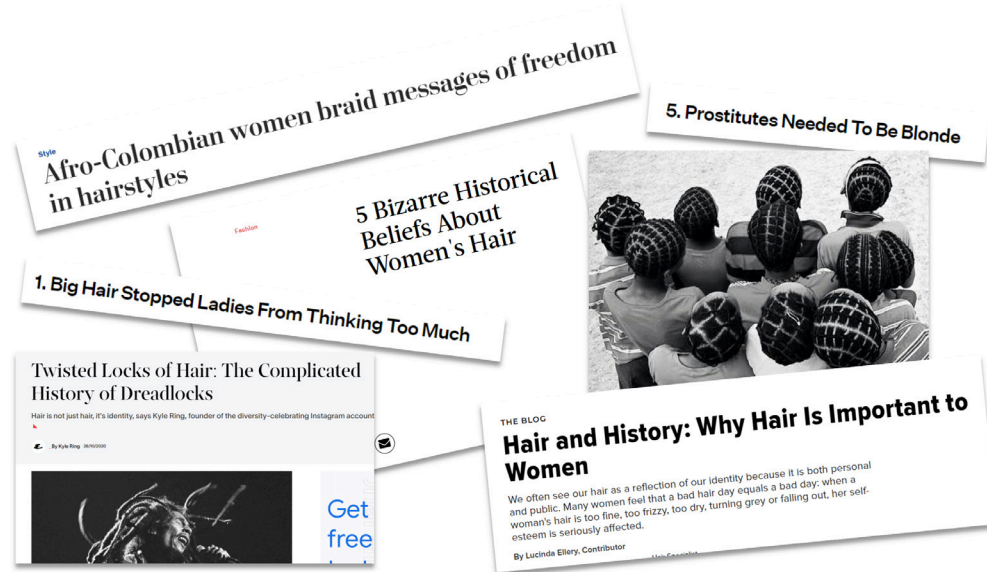 Style
Afro-Colombian women braid messages of freedom
in hairstyles
5. Prostitutes Needed To Be Blonde
Fashion
5 Bizarre Historical
Beliefs About
Women's Hair
1. Big Hair Stopped Ladies From Thinking Too Much
Twisted Locks of Hair: The Complicated
History of Dreadlocks
Hair is not just hair, it's identity, says Kyle Ring, founder of the diversity-celebrating Instagram account
By Kyle Ring 28/10/2020
Get
free
THE BLOG
Hair and History: Why Hair Is Important to
Women
We often see our hair as a reflection of our identity because it is both personal
and public. Many women feel that a bad hair day equals a bad day: when a
woman's hair is too fine, too frizzy, too dry, turning grey or falling out, her self-
esteem is seriously affected.
By Lucinda Ellery, Contributor
Hair Specialist